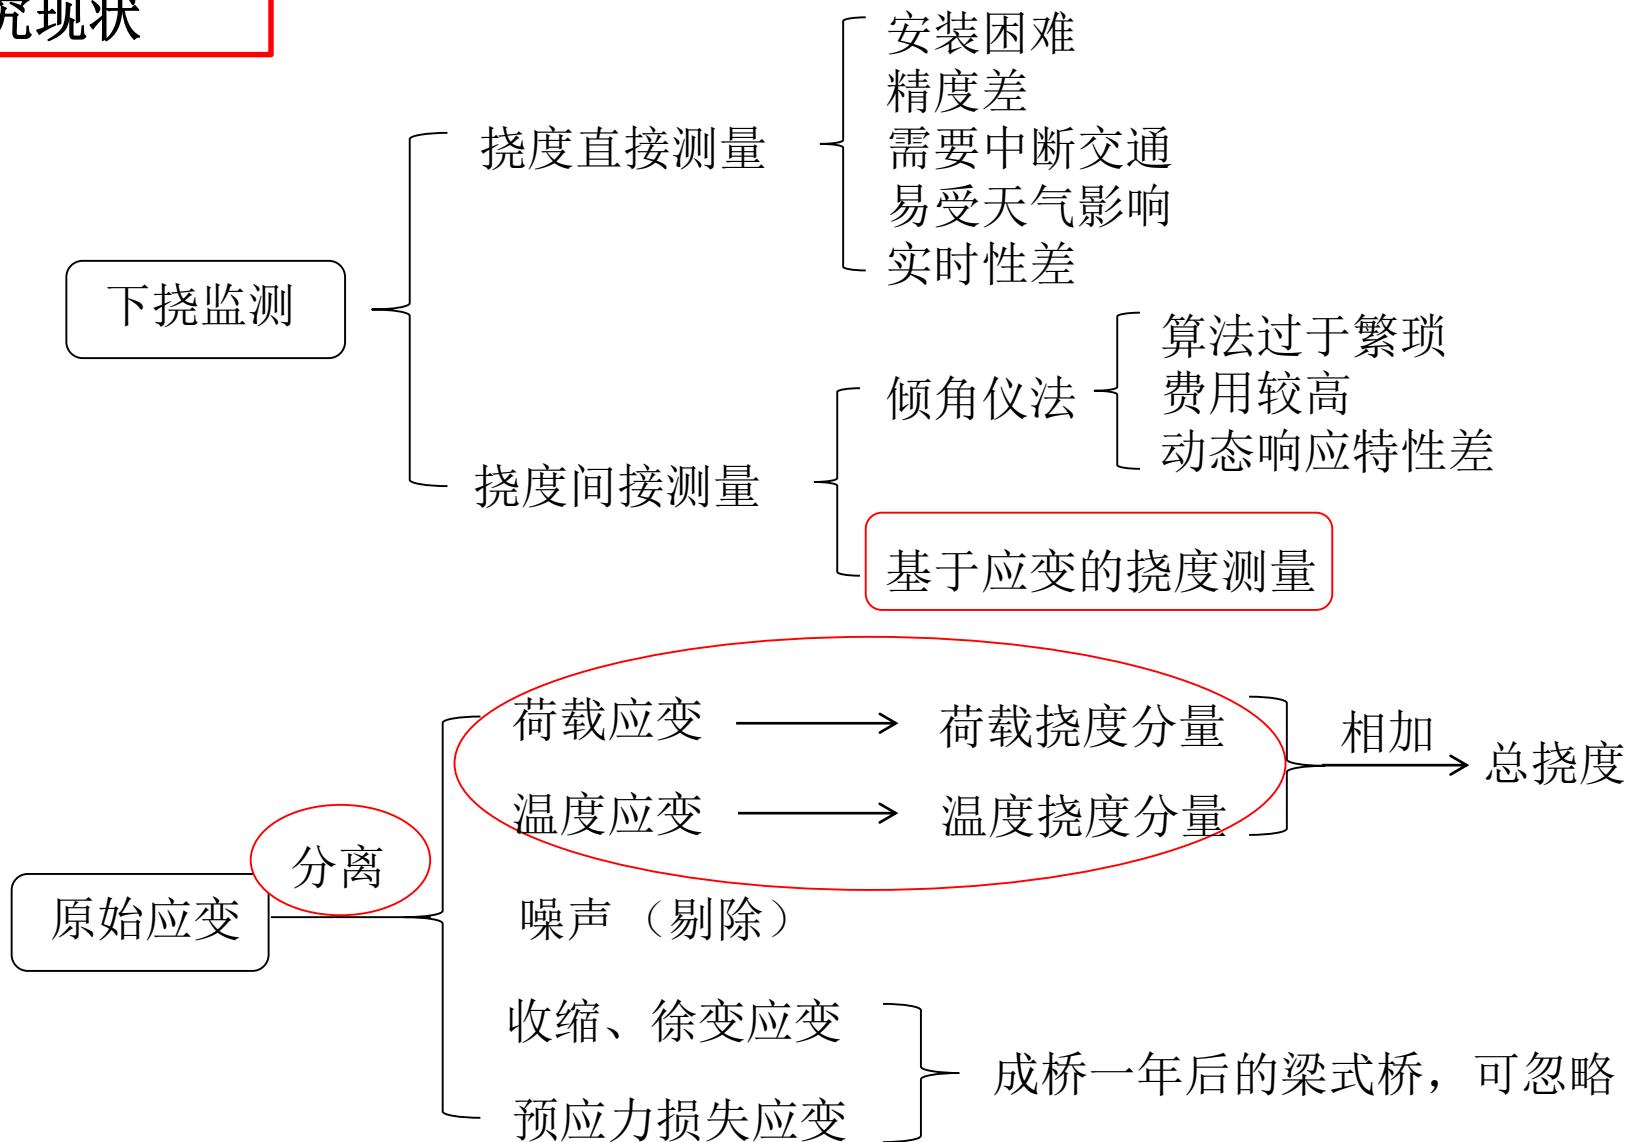 究现状
安装困难
精度差
需要中断交通
易受天气影响
实时性差
挠度直接测量
下挠监测
算法过于繁琐
费用较高
动态响应特性差
倾角仪法
挠度间接测量
基于应变的挠度测量
荷载应变
荷载挠度分量
相加
总挠度
温度应变
温度挠度分量
分离
原始应变
噪声（剔除）
收缩、徐变应变
成桥一年后的梁式桥，可忽略
预应力损失应变